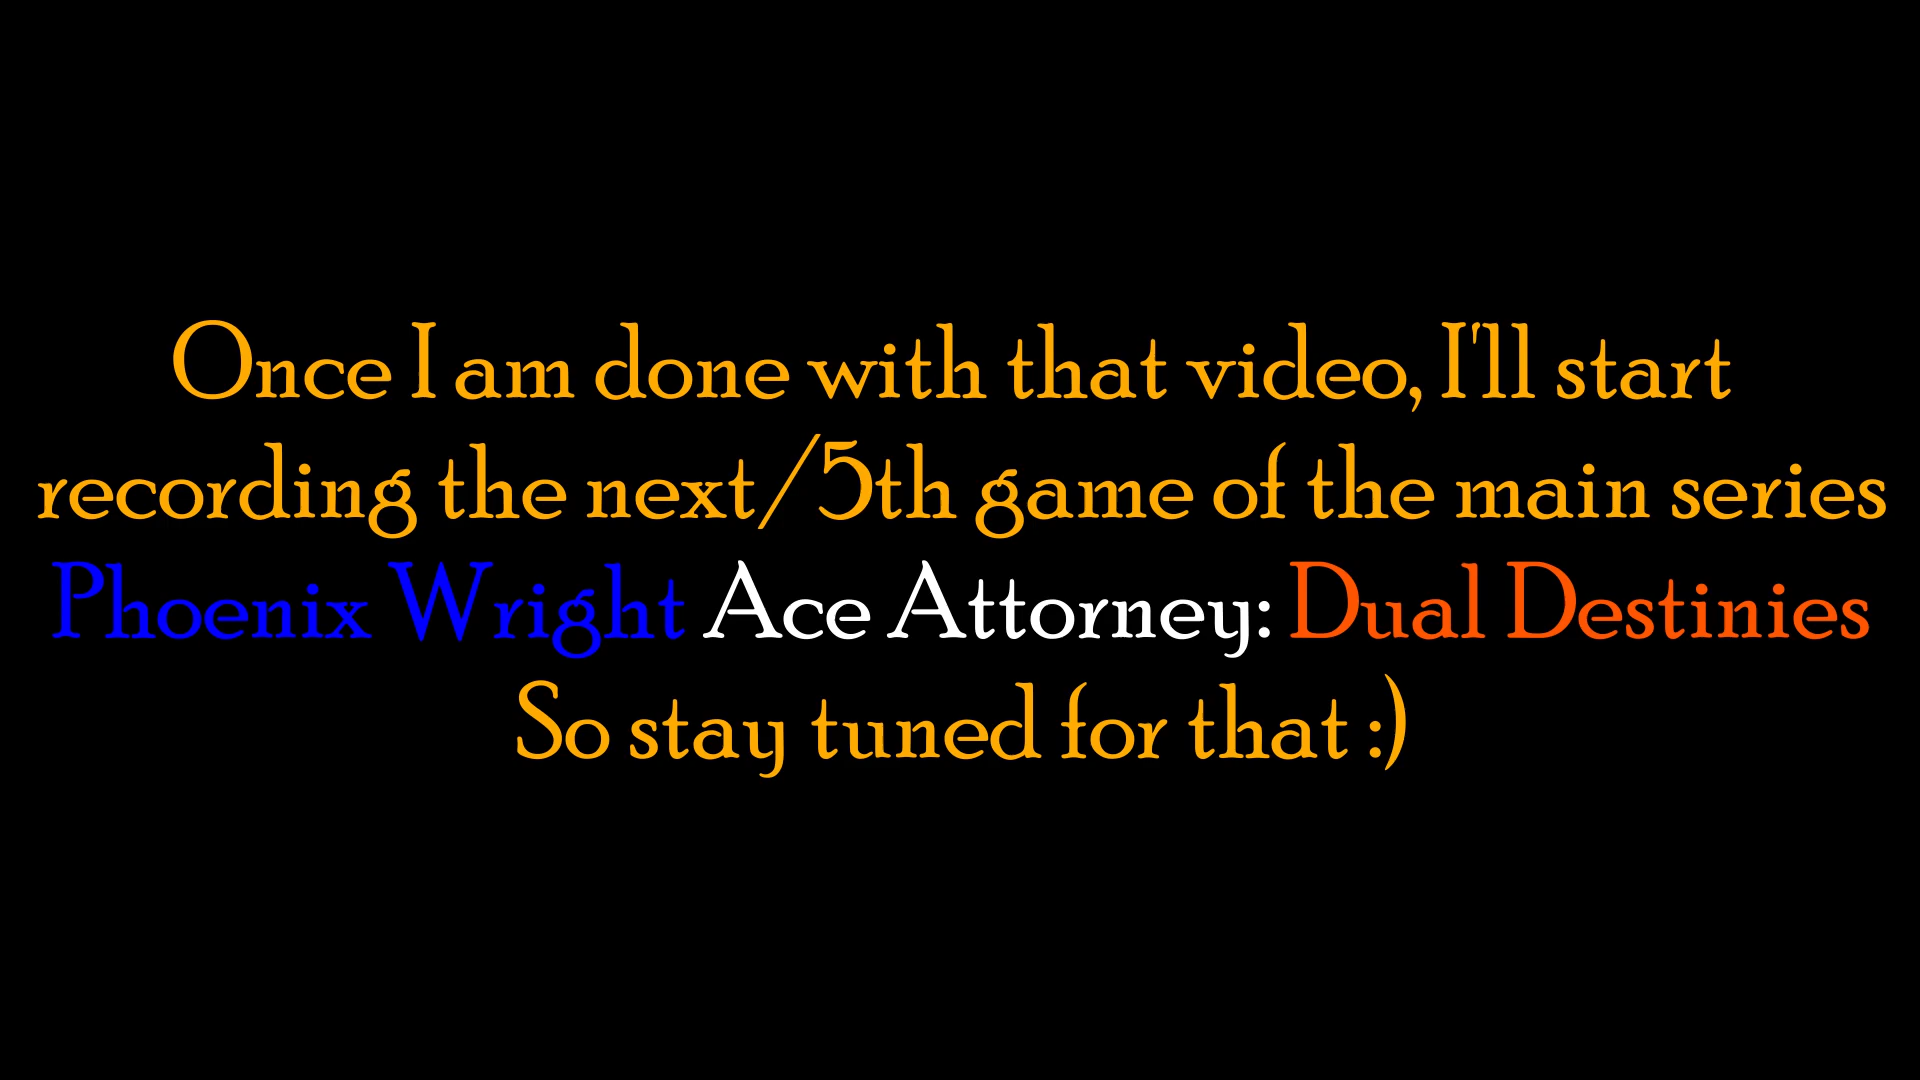 Once I am done with that video, I'll start
recording the next/5th game of the main series
Phoenix Wright Ace Attorney: Dual Destinies
So stay tuned for that :)